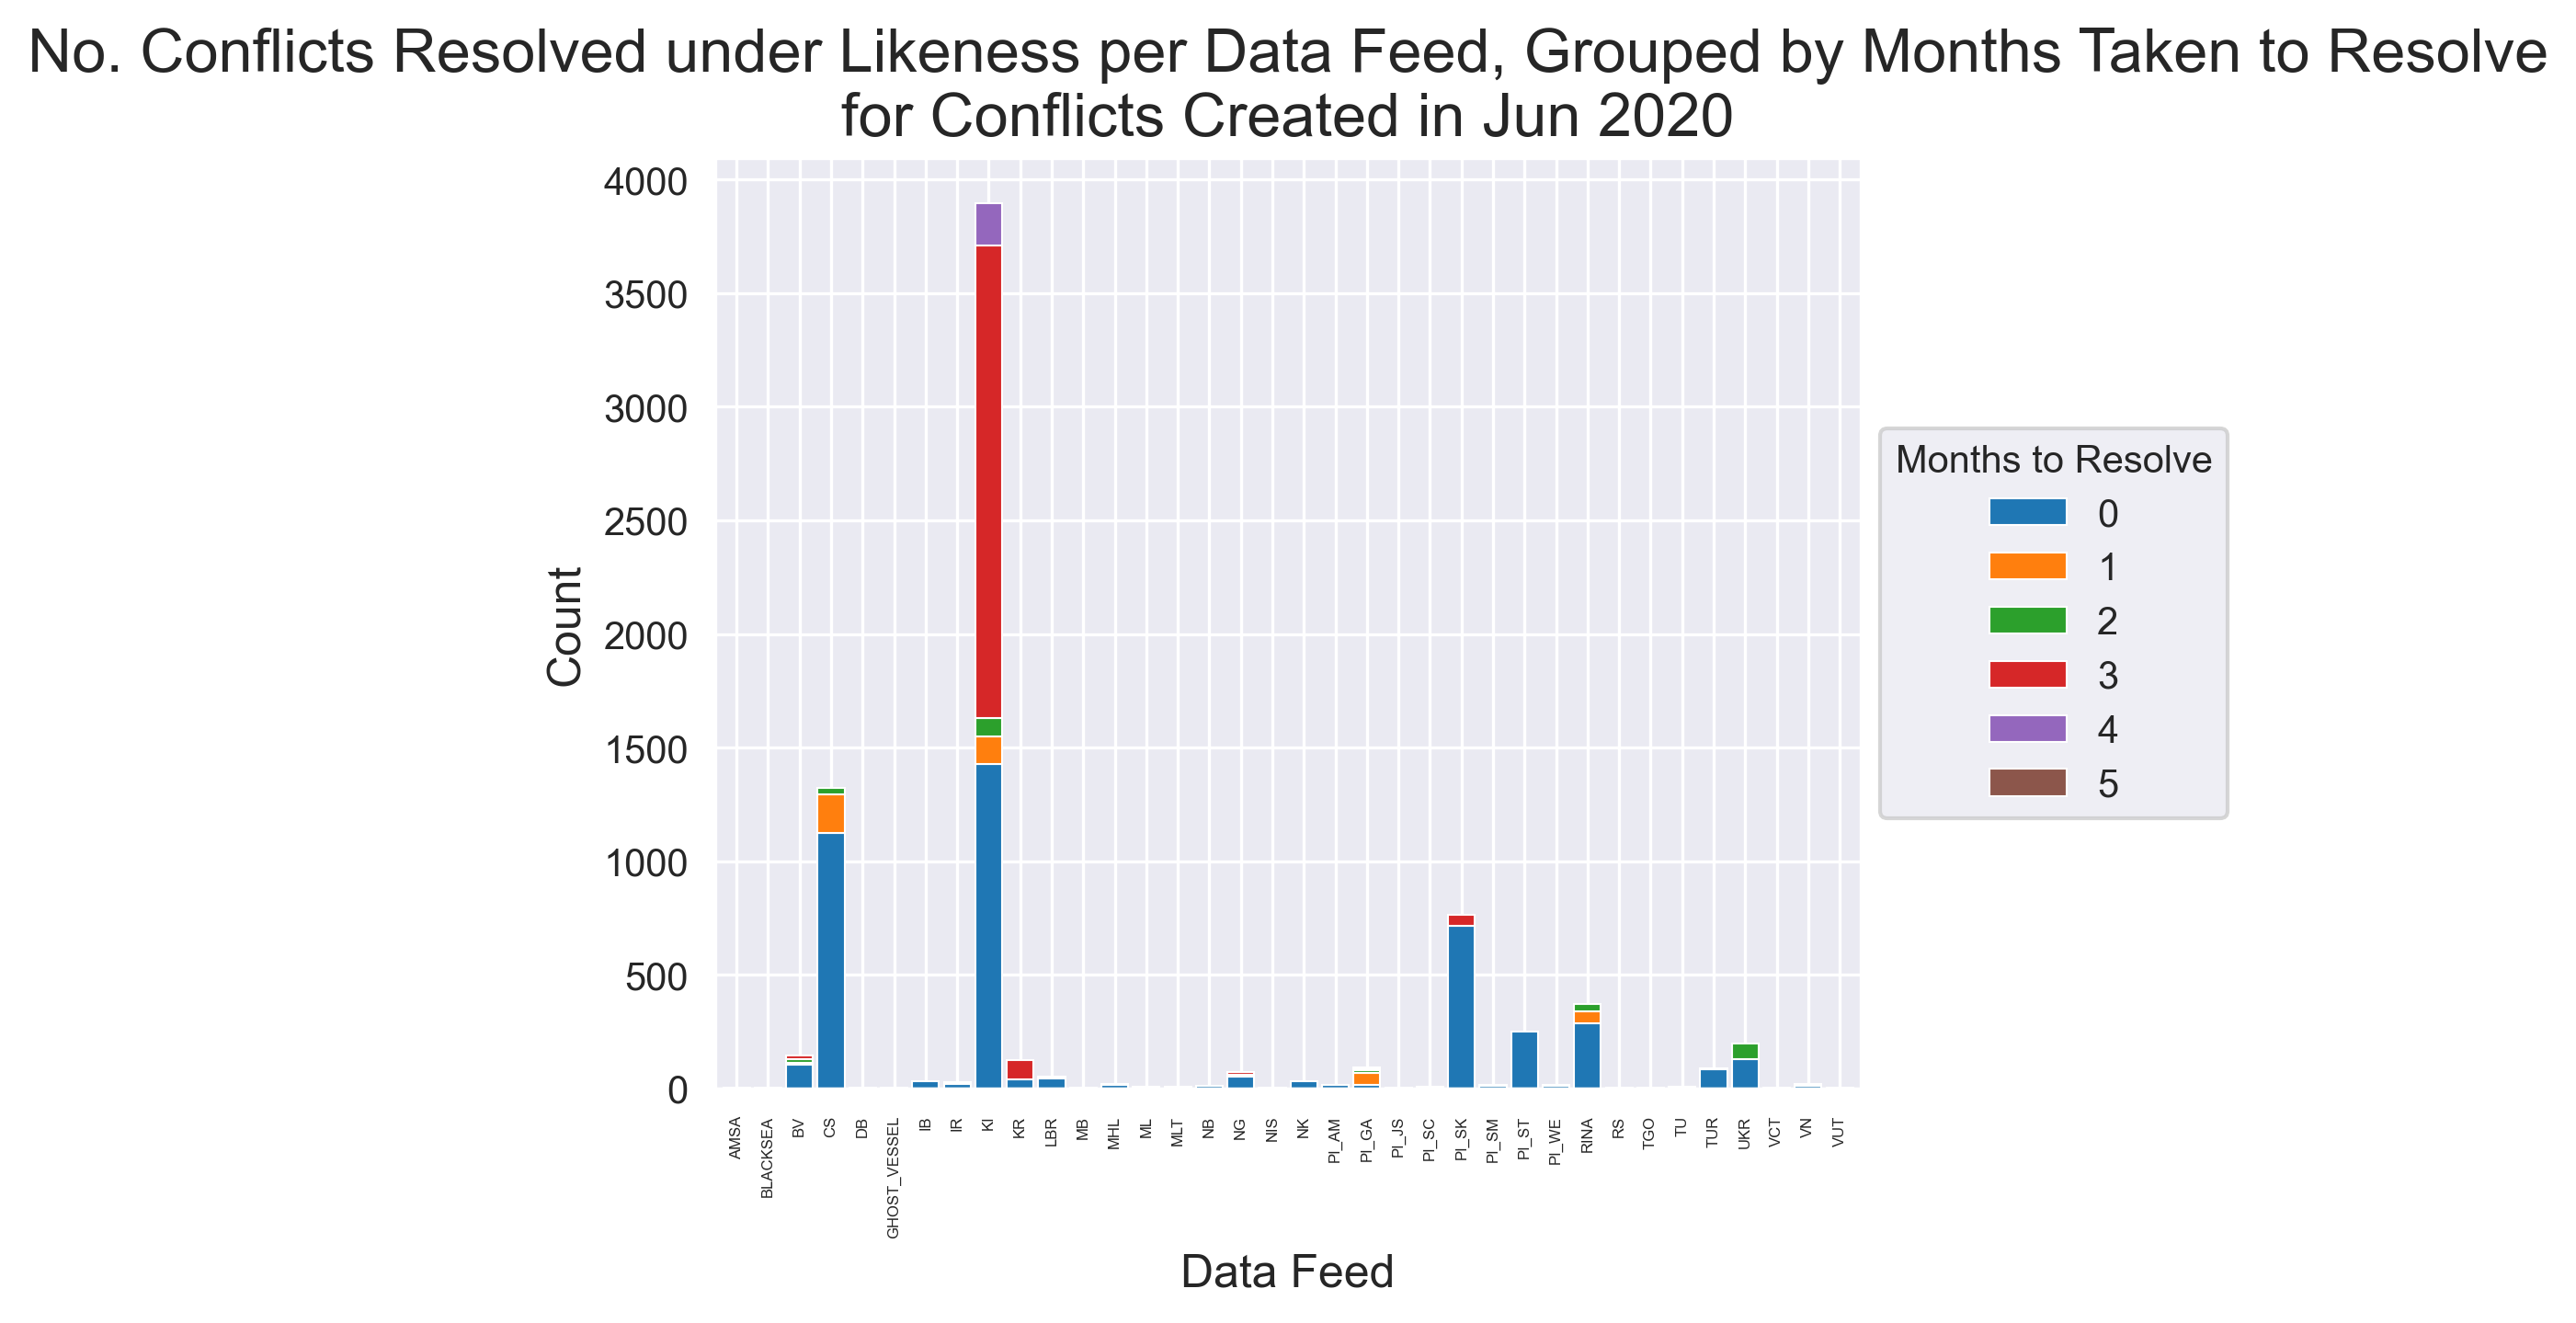 No. Conflicts Resolved under Likeness per Data Feed, Grouped by Months Taken to Resolve
for Conflicts Created in Jun 2020
4000
3500
3000
2500
2000
1500
1000
500
0
Count
AMSA
BLACKSEA
BV
CS
DB
GHOST_VESSEL
IB
IR
KI
KR
LBR
MB
MHL
ML
MLT
NB
NG
NIS
NK
PI_AM
PI_GA
PI_JS
PI_SC
PI_SK
PI_SM
PI_ST
PI_WE
RINA
RS
TGO
TU
TUR
UKR
VCT
VN
VUT
Data Feed
Months to Resolve
0
1
2
3
4
5